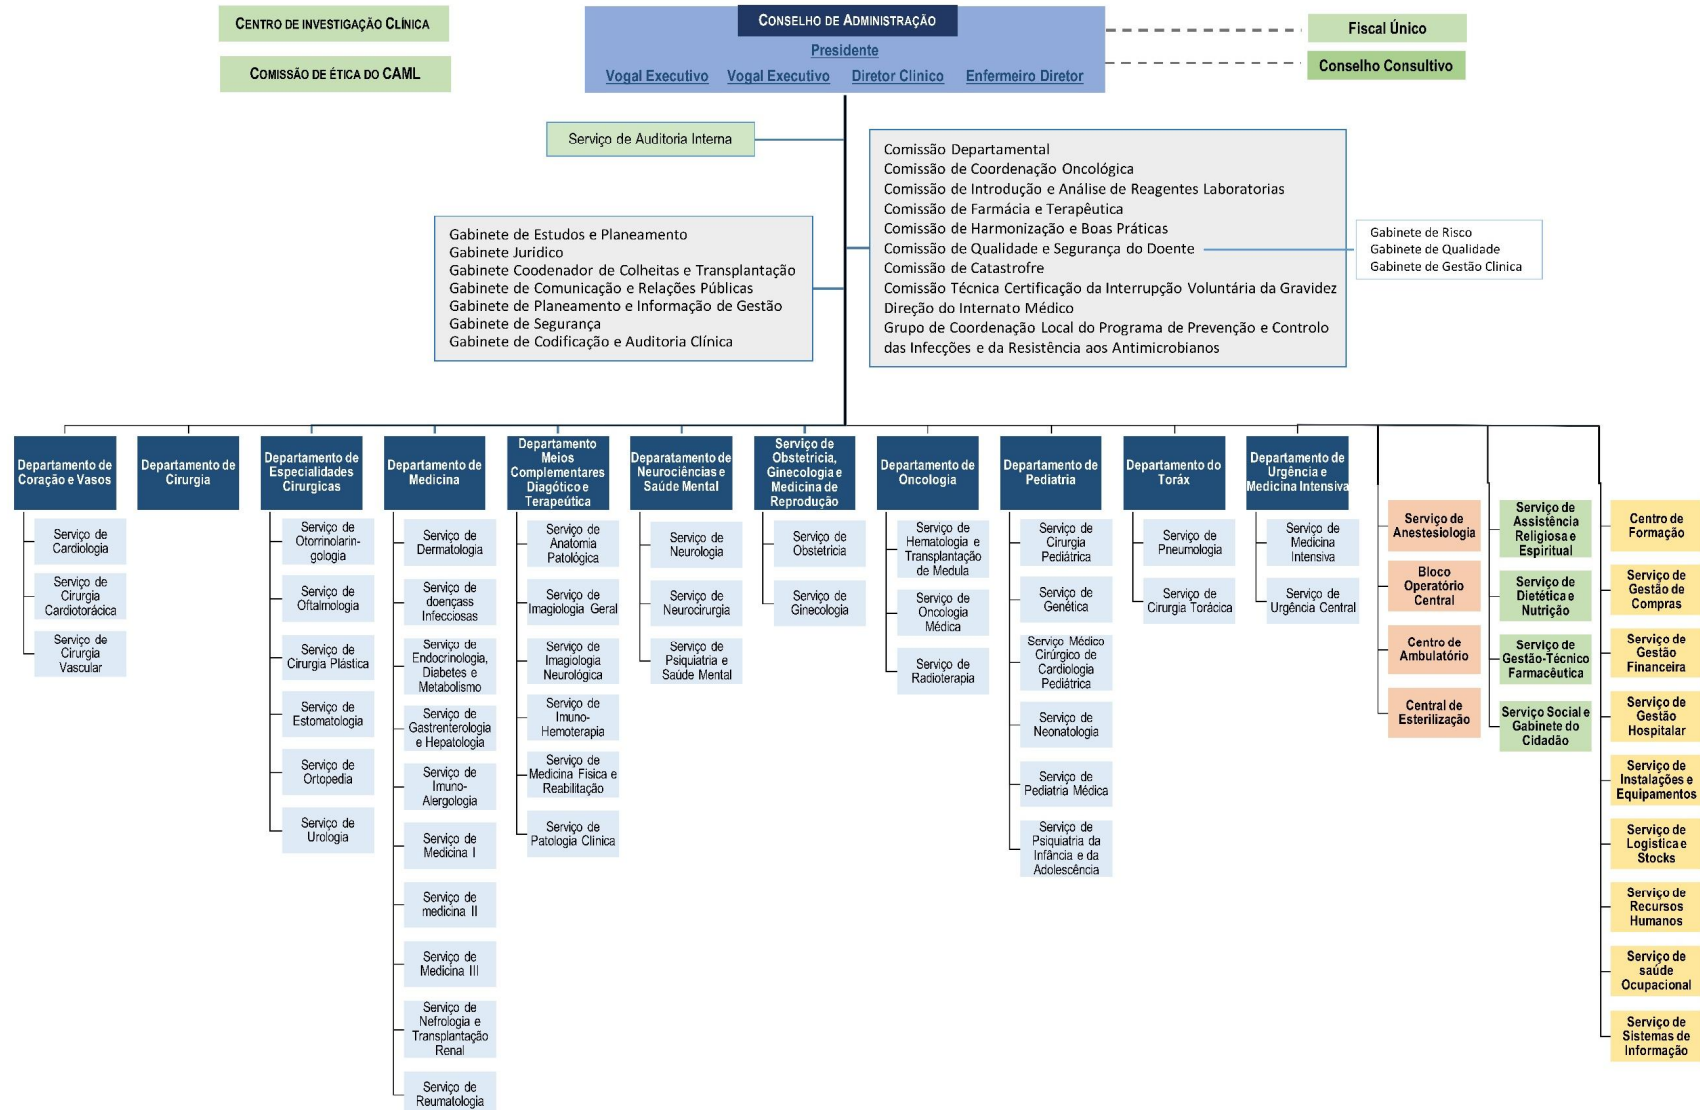 CENTRO DE INVESTIGAÇÃO CLÍNICA
COMISSÃO DE ÉTICA DO CAML
CONSELHO DE ADMINISTRAÇÃO
Presidente
Vogal Executivo Vogal Executivo Diretor Clinico Enfermeiro Diretor
Fiscal Único
Conselho Consultivo
Serviço de Auditoria Interna
Comissão Departamental
Comissão de Coordenação Oncológica
Comissão de Introdução e Análise de Reagentes Laboratorias
Comissão de Farmácia e Terapêutica
Comissão de Harmonização e Boas Práticas
Comissão de Qualidade e Segurança do Doente
Comissão de Catastrofre
Comissão Técnica Certificação da Interrupção Voluntária da Gravidez
Direção do Internato Médico
Grupo de Coordenação Local do Programa de Prevenção e Controlo
das Infecções e da Resistência aos Antimicrobianos
Gabinete de Risco
Gabinete de Qualidade
Gabinete de Gestão Clinica
Gabinete de Estudos e Planeamento
Gabinete Juridico
Gabinete Coodenador de Colheitas e Transplantação
Gabinete de Comunicação e Relações Públicas
Gabinete de Planeamento e Informação de Gestão
Gabinete de Segurança
Gabinete de Codificação e Auditoria Clínica
Departamento de
Coração e Vasos
Serviço de
Cardiologia
Serviço de
Cirurgia
Cardiotorácica
Serviço de
Cirurgia
Vascular
Departamento de
Cirurgia
Departamento de
Especialidades
Cirurgicas
Serviço de
Otorrinolarin-
gologia
Serviço de
Oftalmologia
Serviço de
Cirurgia Plástica
Serviço de
Estomatologia
Serviço de
Ortopedia
Serviço de
Urologia
Departamento de
Medicina
Serviço de
Dermatologia
Serviço de
doençass
Infecciosas
Serviço de
Endocrinologia,
Diabetes e
Metabolismo
Serviço de
Gastrenterologia
e Hepatologia
Serviço de
Imuno-
Alergologia
Serviço de
Medicina I
Serviço de
medicina II
Serviço de
Medicina III
Serviço de
Nefrologia e
Transplantação
Renal
Serviço de
Reumatologia
Departamento
Meios
Complementares
Diagótico e
Terapeútica
Serviço de
Anatomia
Patológica
Serviço de
Imagiologia Geral
Serviço de
Imagiologia
Neurológica
Serviço de
Imuno-
Hemoterapia
Serviço de
Medicina Fisica e
Reabilitação
Serviço de
Patologia Clinica
Deparatamento de
Neurociências e
Saúde Mental
Serviço de
Neurologia
Serviço de
Neurocirurgia
Serviço de
Psiquiatria e
Saúde Mental
Serviço de
Obstetricia,
Ginecologia e
Medicina de
Reprodução
Serviço de
Obstétricia
Serviço de
Ginecologia
Departamento de
Oncologia
Serviço de
Hematologia e
Transplantação
de Medula
Serviço de
Oncologia
Médica
Serviço de
Radioterapia
Departamento de
Pediatria
Serviço de
Cirurgia
Pediátrica
Serviço de
Genética
Serviço Médico
Cirúrgico de
Cardiologia
Pediátrica
Serviço de
Neonatologia
Serviço de
Pediatria Médica
Serviço de
Psiquiatria da
Infância e da
Adolescência
Departamento do
Toráx
Serviço de
Pneumologia
Serviço de
Cirurgia Torácica
Departamento de
Urgência e
Medicina Intensiva
Serviço de
Medicina
Intensiva
Serviço de
Urgência Central
Serviço de
Anestesiologia
Bloco
Operatório
Central
Centro de
Ambulatório
Central de
Esterilização
Serviço de
Assistência
Religiosa e
Espiritual
Serviço de
Dietética e
Nutrição
Serviço de
Gestão-Técnico
Farmacêutica
Serviço Social e
Gabinete do
Cidadão
Centro de
Formação
Serviço de
Gestão de
Compras
Serviço de
Gestão
Financeira
Serviço de
Gestão
Hospitalar
Serviço de
Instalações e
Equipamentos
Serviço de
Logistica e
Stocks
Serviço de
Recursos
Humanos
Serviço de
saúde
Ocupacional
Serviço de
Sistemas de
Informação